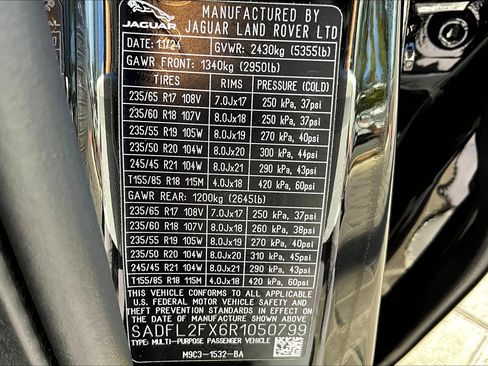 JAGUAR
MANUFACTURED BY
JAGUAR LAND ROVER LTD
DATE: 11/24 GVWR: 2430kg (5355lb)
GAWR FRONT: 1340kg (2950lb)
TIRES RIMS PRESSURE (COLD)
235/65 R17 108V 7.0Jx17 250 kPa, 37psi
235/60 R18 107V 8.0Jx18 250 kPa, 37psi
235/55 R19 105W 8.0Jx19 270 kPa, 40psi
235/50 R20 104W 8.0Jx20 300 kPa, 44psi
245/45 R21 104W 8.0Jx21 290 kPa, 43psi
T155/85 R18 115M 4.0Jx18 420 kPa, 60psi
GAWR REAR: 1200kg (2645lb)
235/65 R17 108V 7.0Jx17 250 kPa, 37psi
235/60 R18 107V 8.0Jx18 260 kPa, 38psi
235/55 R19 105W 8.0Jx19 270 kPa, 40psi
235/50 R20 104W 8.0Jx20 310 kPa, 45psi
245/45 R21 104W 8.0Jx21 290 kPa, 43psi
T155/85 R18 115M 4.0Jx18 420 kPa, 60psi
THIS VEHICLE CONFORMS TO ALL APPLICABLE
U.S. FEDERAL MOTOR VEHICLE SAFETY AND
THEFT PREVENTION STANDARDS IN EFFECT ON
THE DATE OF MANUFACTURE SHOWN ABOVE.
SADFL2FX6R1050799
TYPE: MULTI-PURPOSE PASSENGER VEHICLE
M9C3-1532-BA